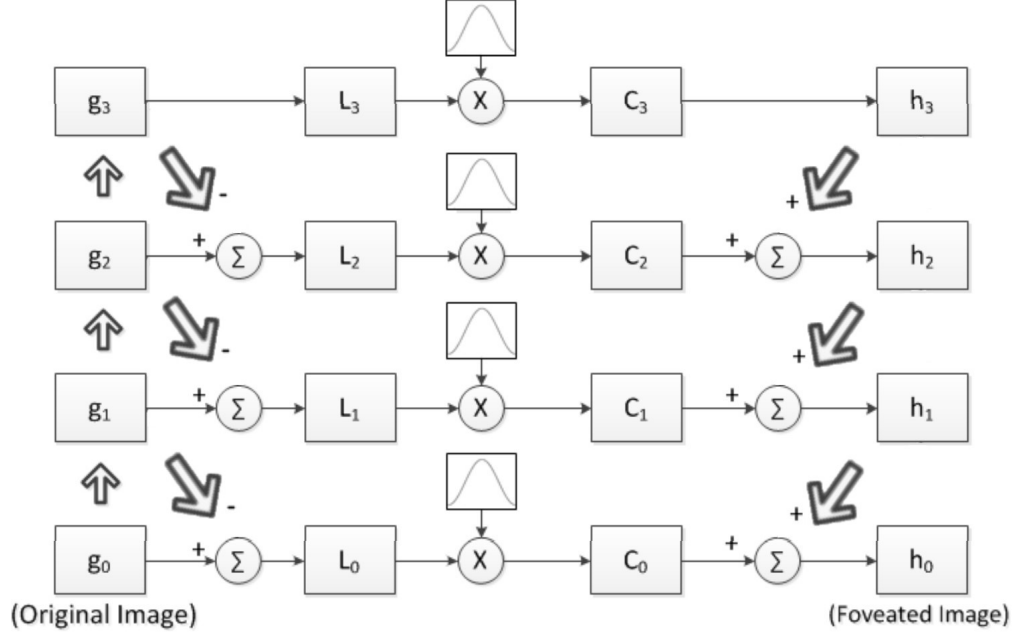 g₃ L₃ X C₃ h₃
- +
+ +
g₂ Σ L₂ X C₂ Σ h₂
- +
+ +
g₁ Σ L₁ X C₁ Σ h₁
- +
+ +
g₀ Σ L₀ X C₀ Σ h₀
(Original Image) (Foveated Image)